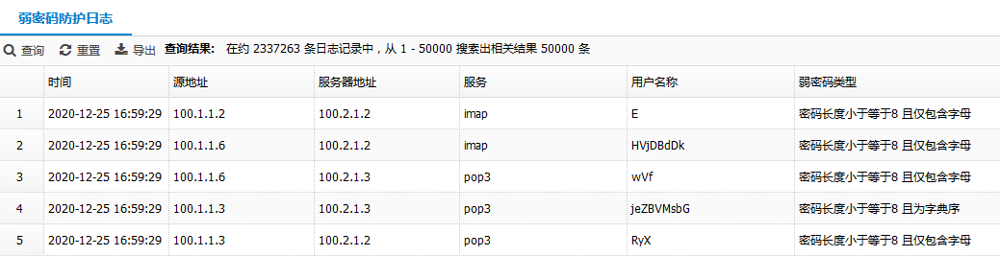 弱密码防护日志
查询 重置 导出 查询结果: 在约 2337263 条日志记录中，从 1 - 50000 搜索出相关结果 50000 条
时间 源地址 服务器地址 服务 用户名称 弱密码类型
1 2020-12-25 16:59:29 100.1.1.2 100.2.1.2 imap E 密码长度小于等于8 且仅包含字母
2 2020-12-25 16:59:29 100.1.1.6 100.2.1.2 imap HVjDBdDk 密码长度小于等于8 且仅包含字母
3 2020-12-25 16:59:29 100.1.1.6 100.2.1.3 pop3 wVf 密码长度小于等于8 且仅包含字母
4 2020-12-25 16:59:29 100.1.1.3 100.2.1.3 pop3 jeZBVMsbG 密码长度小于等于8 且为字典序
5 2020-12-25 16:59:29 100.1.1.3 100.2.1.2 pop3 RyX 密码长度小于等于8 且仅包含字母